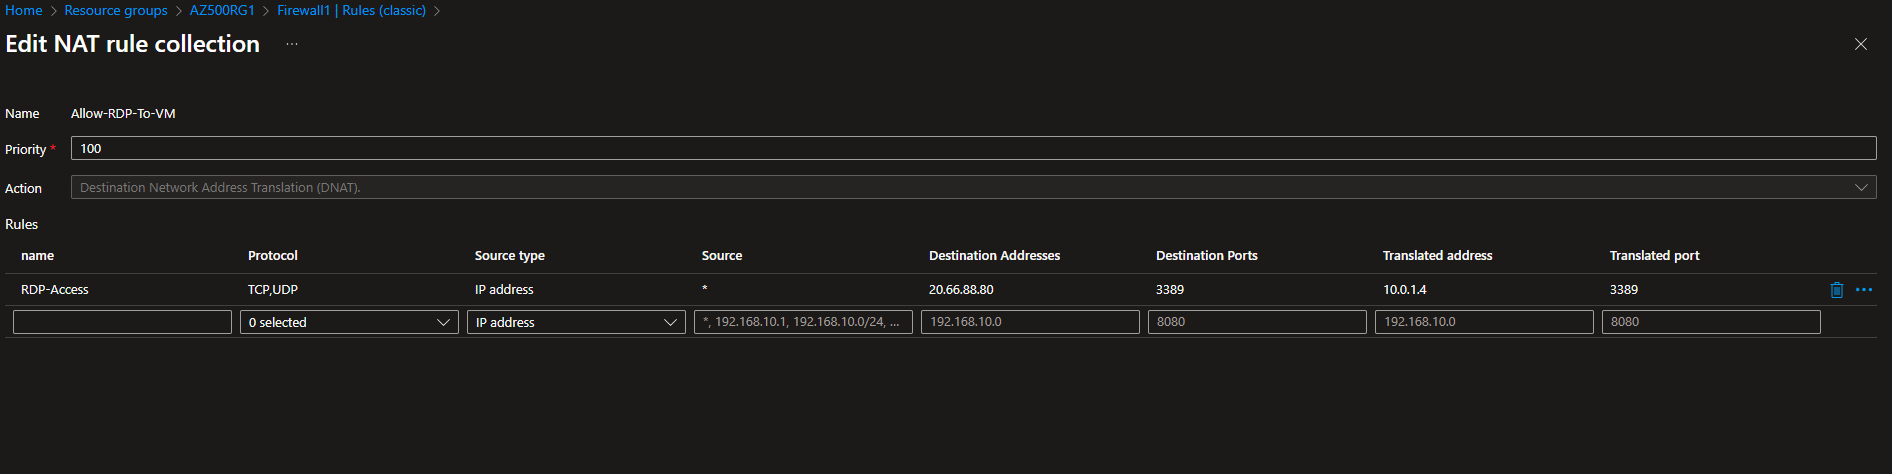 Home > Resource groups > AZ500RG1 > Firewall1 | Rules (classic) >
Edit NAT rule collection ...
Name Allow-RDP-To-VM
Priority * 100
Action Destination Network Address Translation (DNAT).
Rules
name Protocol Source type Source Destination Addresses Destination Ports Translated address Translated port
RDP-Access TCP,UDP IP address * 20.66.88.80 3389 10.0.1.4 3389
0 selected IP address *, 192.168.10.1, 192.168.10.0/24, ... 192.168.10.0 8080 192.168.10.0 8080